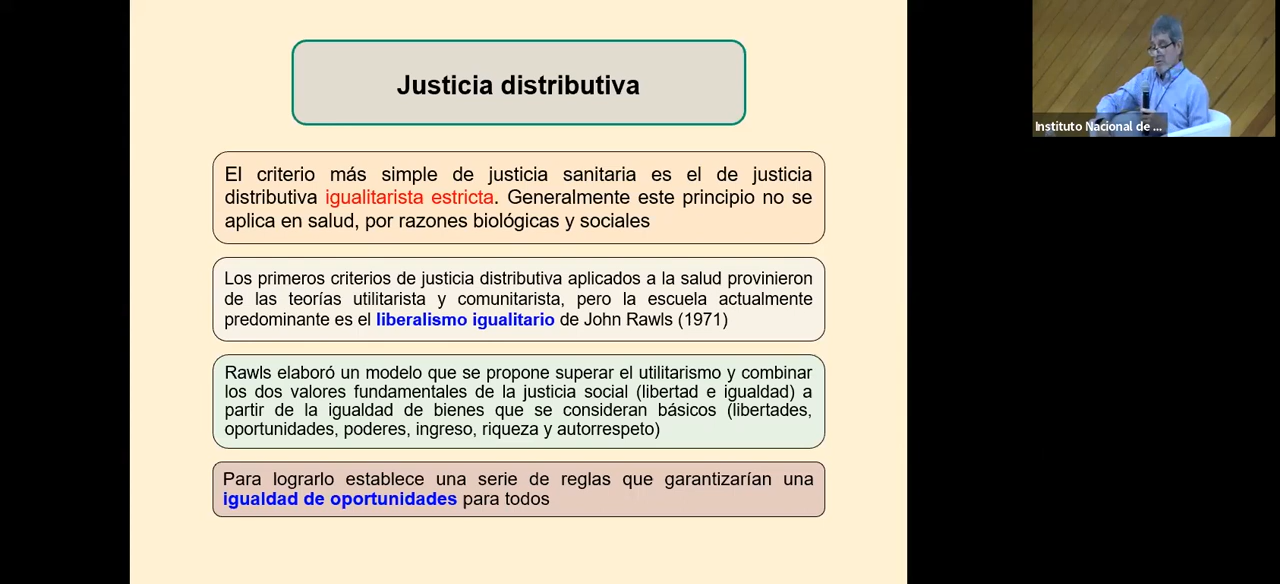 Justicia distributiva
El criterio más simple de justicia sanitaria es el de justicia
distributiva igualitarista estricta. Generalmente este principio no se
aplica en salud, por razones biológicas y sociales
Los primeros criterios de justicia distributiva aplicados a la salud provinieron
de las teorías utilitarista y comunitarista, pero la escuela actualmente
predominante es el liberalismo igualitario de John Rawls (1971)
Rawls elaboró un modelo que se propone superar el utilitarismo y combinar
los dos valores fundamentales de la justicia social (libertad e igualdad) a
partir de la igualdad de bienes que se consideran básicos (libertades,
oportunidades, poderes, ingreso, riqueza y autorrespeto)
Para lograrlo establece una serie de reglas que garantizarían una
igualdad de oportunidades para todos
Instituto Nacional de ...